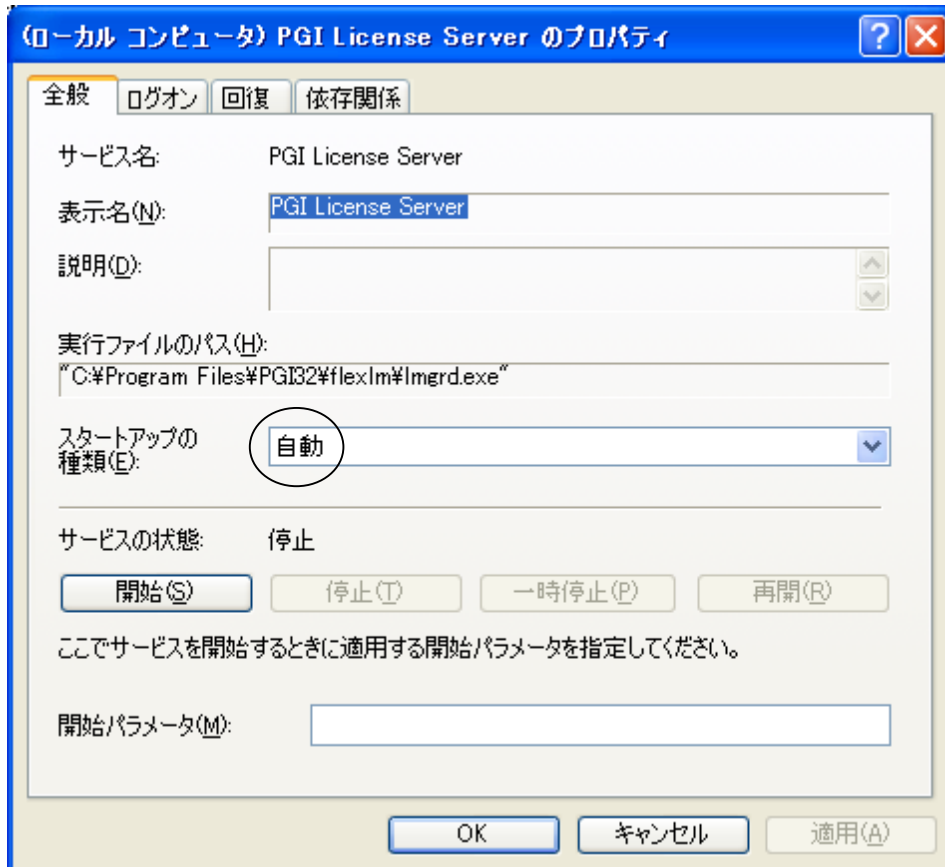 (ローカル コンピュータ) PGI License Server のプロパティ
全般 ログオン 回復 依存関係
サービス名: PGI License Server
表示名(N): PGI License Server
説明(D):
実行ファイルのパス(H):
"C:¥Program Files¥PGI32¥flexlm¥lmgrd.exe"
スタートアップの
種類(E):
自動
サービスの状態: 停止
開始(S) 停止(T) 一時停止(P) 再開(R)
ここでサービスを開始するときに適用する開始パラメータを指定してください。
開始パラメータ(M):
OK キャンセル 適用(A)